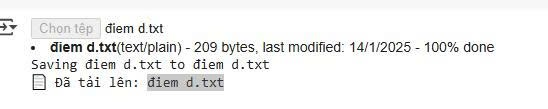 Chọn tệp điem d.txt
• điem d.txt(text/plain) - 209 bytes, last modified: 14/1/2025 - 100% done
Saving điem d.txt to điem d.txt
📄 Đã tải lên: điem d.txt